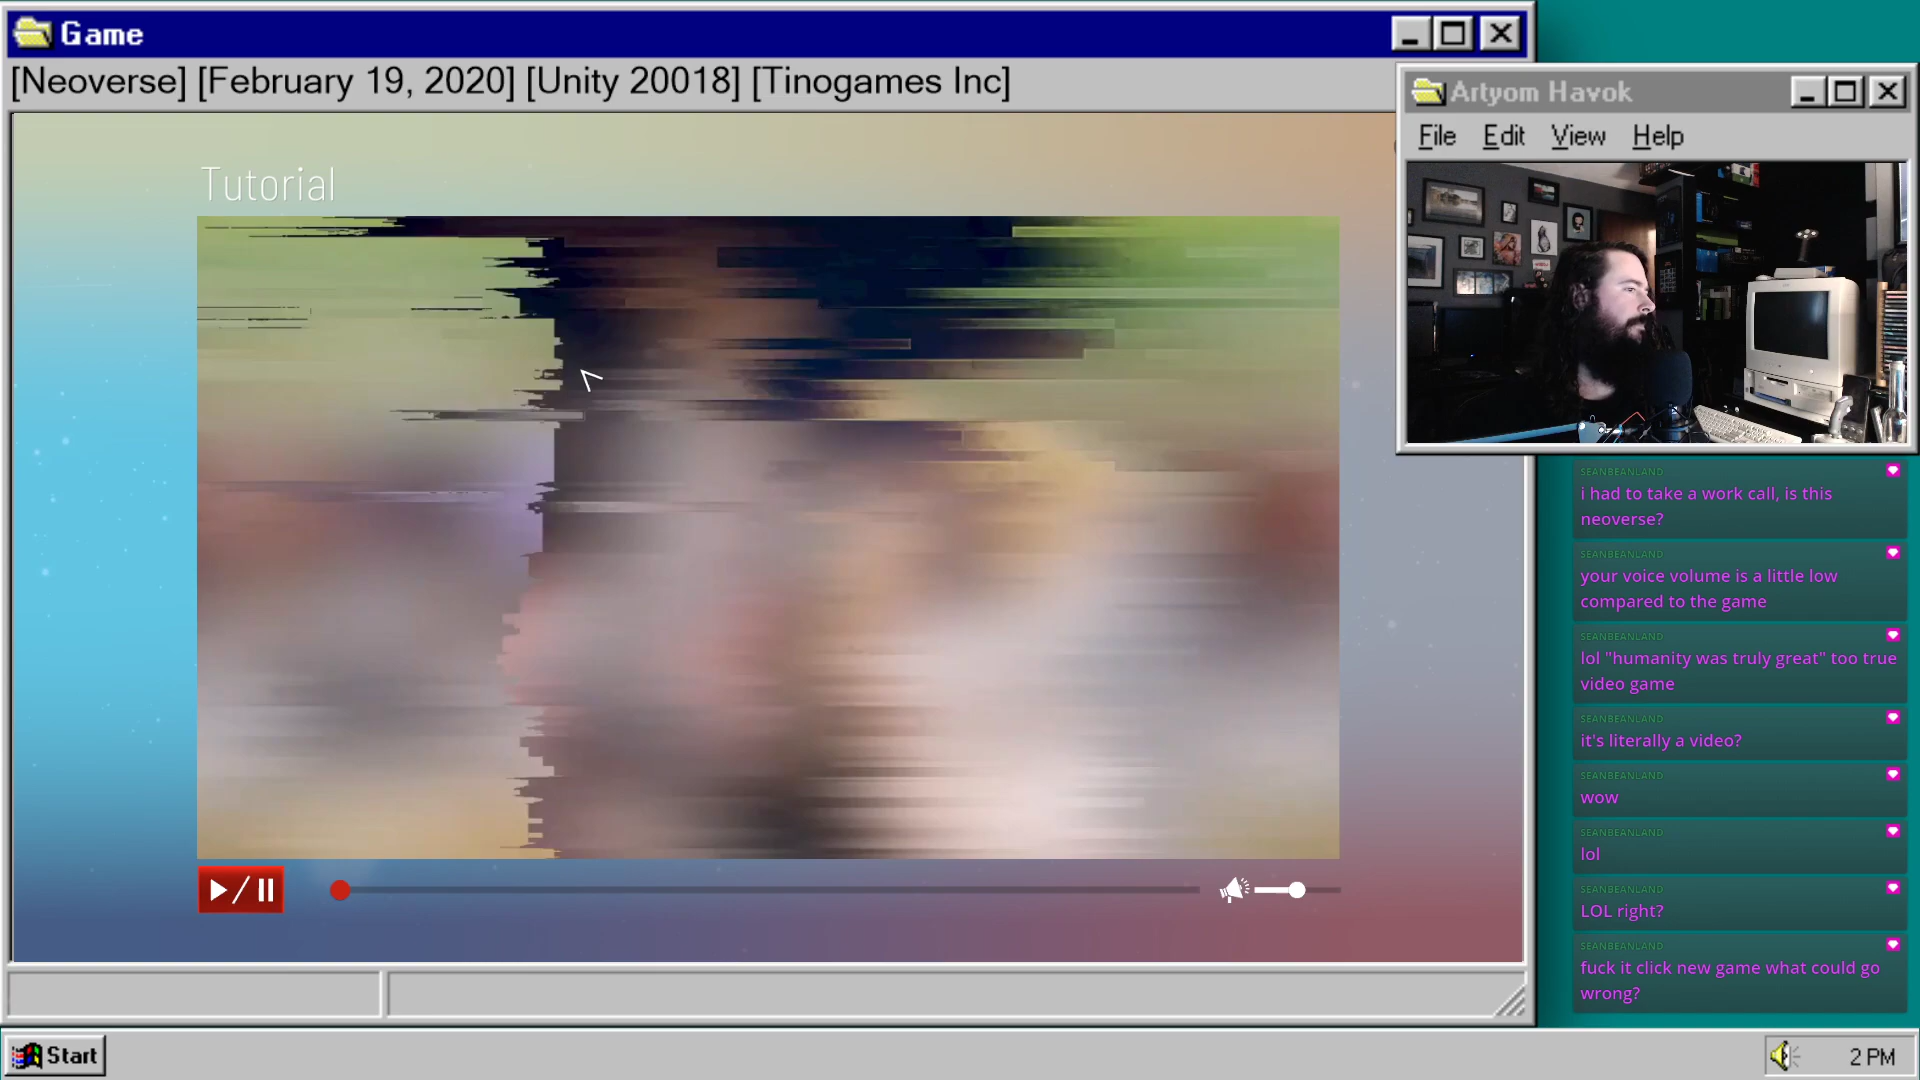 Game
[Neoverse] [February 19, 2020] [Unity 20018] [Tinogames Inc]
Tutorial
Artyom Havok
File Edit View Help
SEANBEANLAND
i had to take a work call, is this
neoverse?
SEANBEANLAND
your voice volume is a little low
compared to the game
SEANBEANLAND
lol "humanity was truly great" too true
video game
SEANBEANLAND
it's literally a video?
SEANBEANLAND
wow
SEANBEANLAND
lol
SEANBEANLAND
LOL right?
SEANBEANLAND
fuck it click new game what could go
wrong?
Start
2 PM